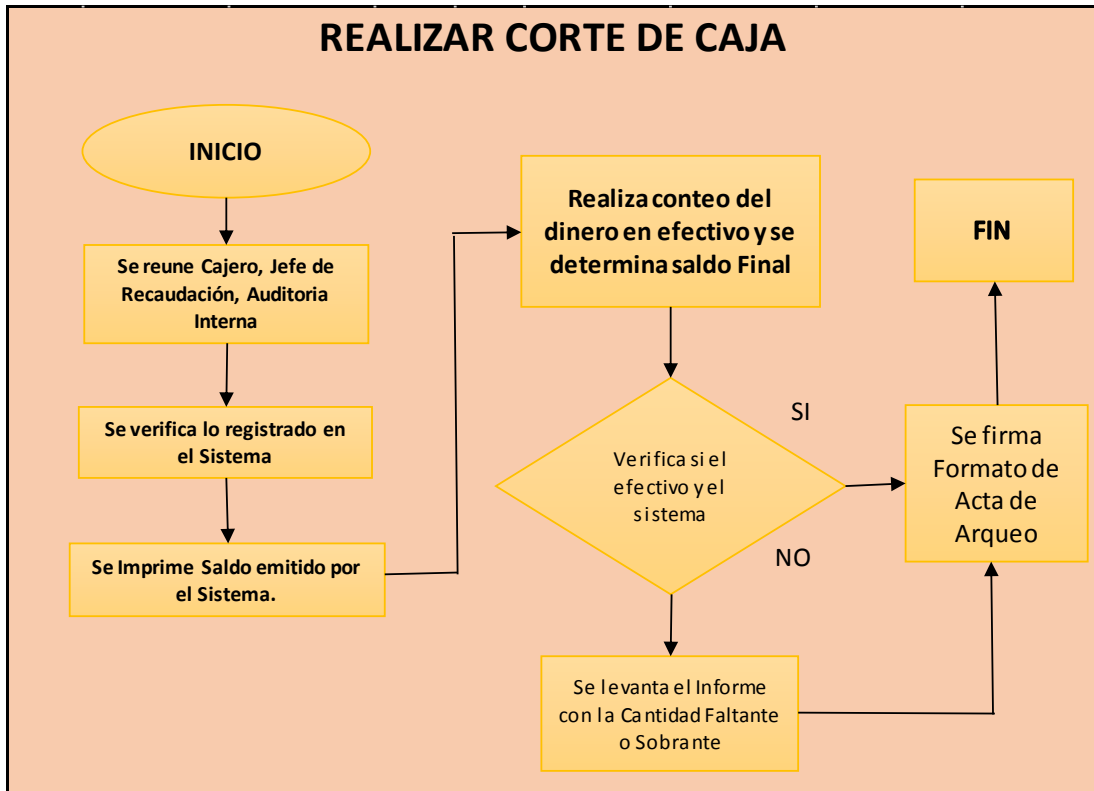 REALIZAR CORTE DE CAJA
INICIO
Se reune Cajero, Jefe de
Recaudación, Auditoria
Interna
Se verifica lo registrado en
el Sistema
Se Imprime Saldo emitido por
el Sistema.
Realiza conteo del
dinero en efectivo y se
determina saldo Final
Verifica si el
efectivo y el
sistema
SI
NO
Se levanta el Informe
con la Cantidad Faltante
o Sobrante
Se firma
Formato de
Acta de
Arqueo
FIN